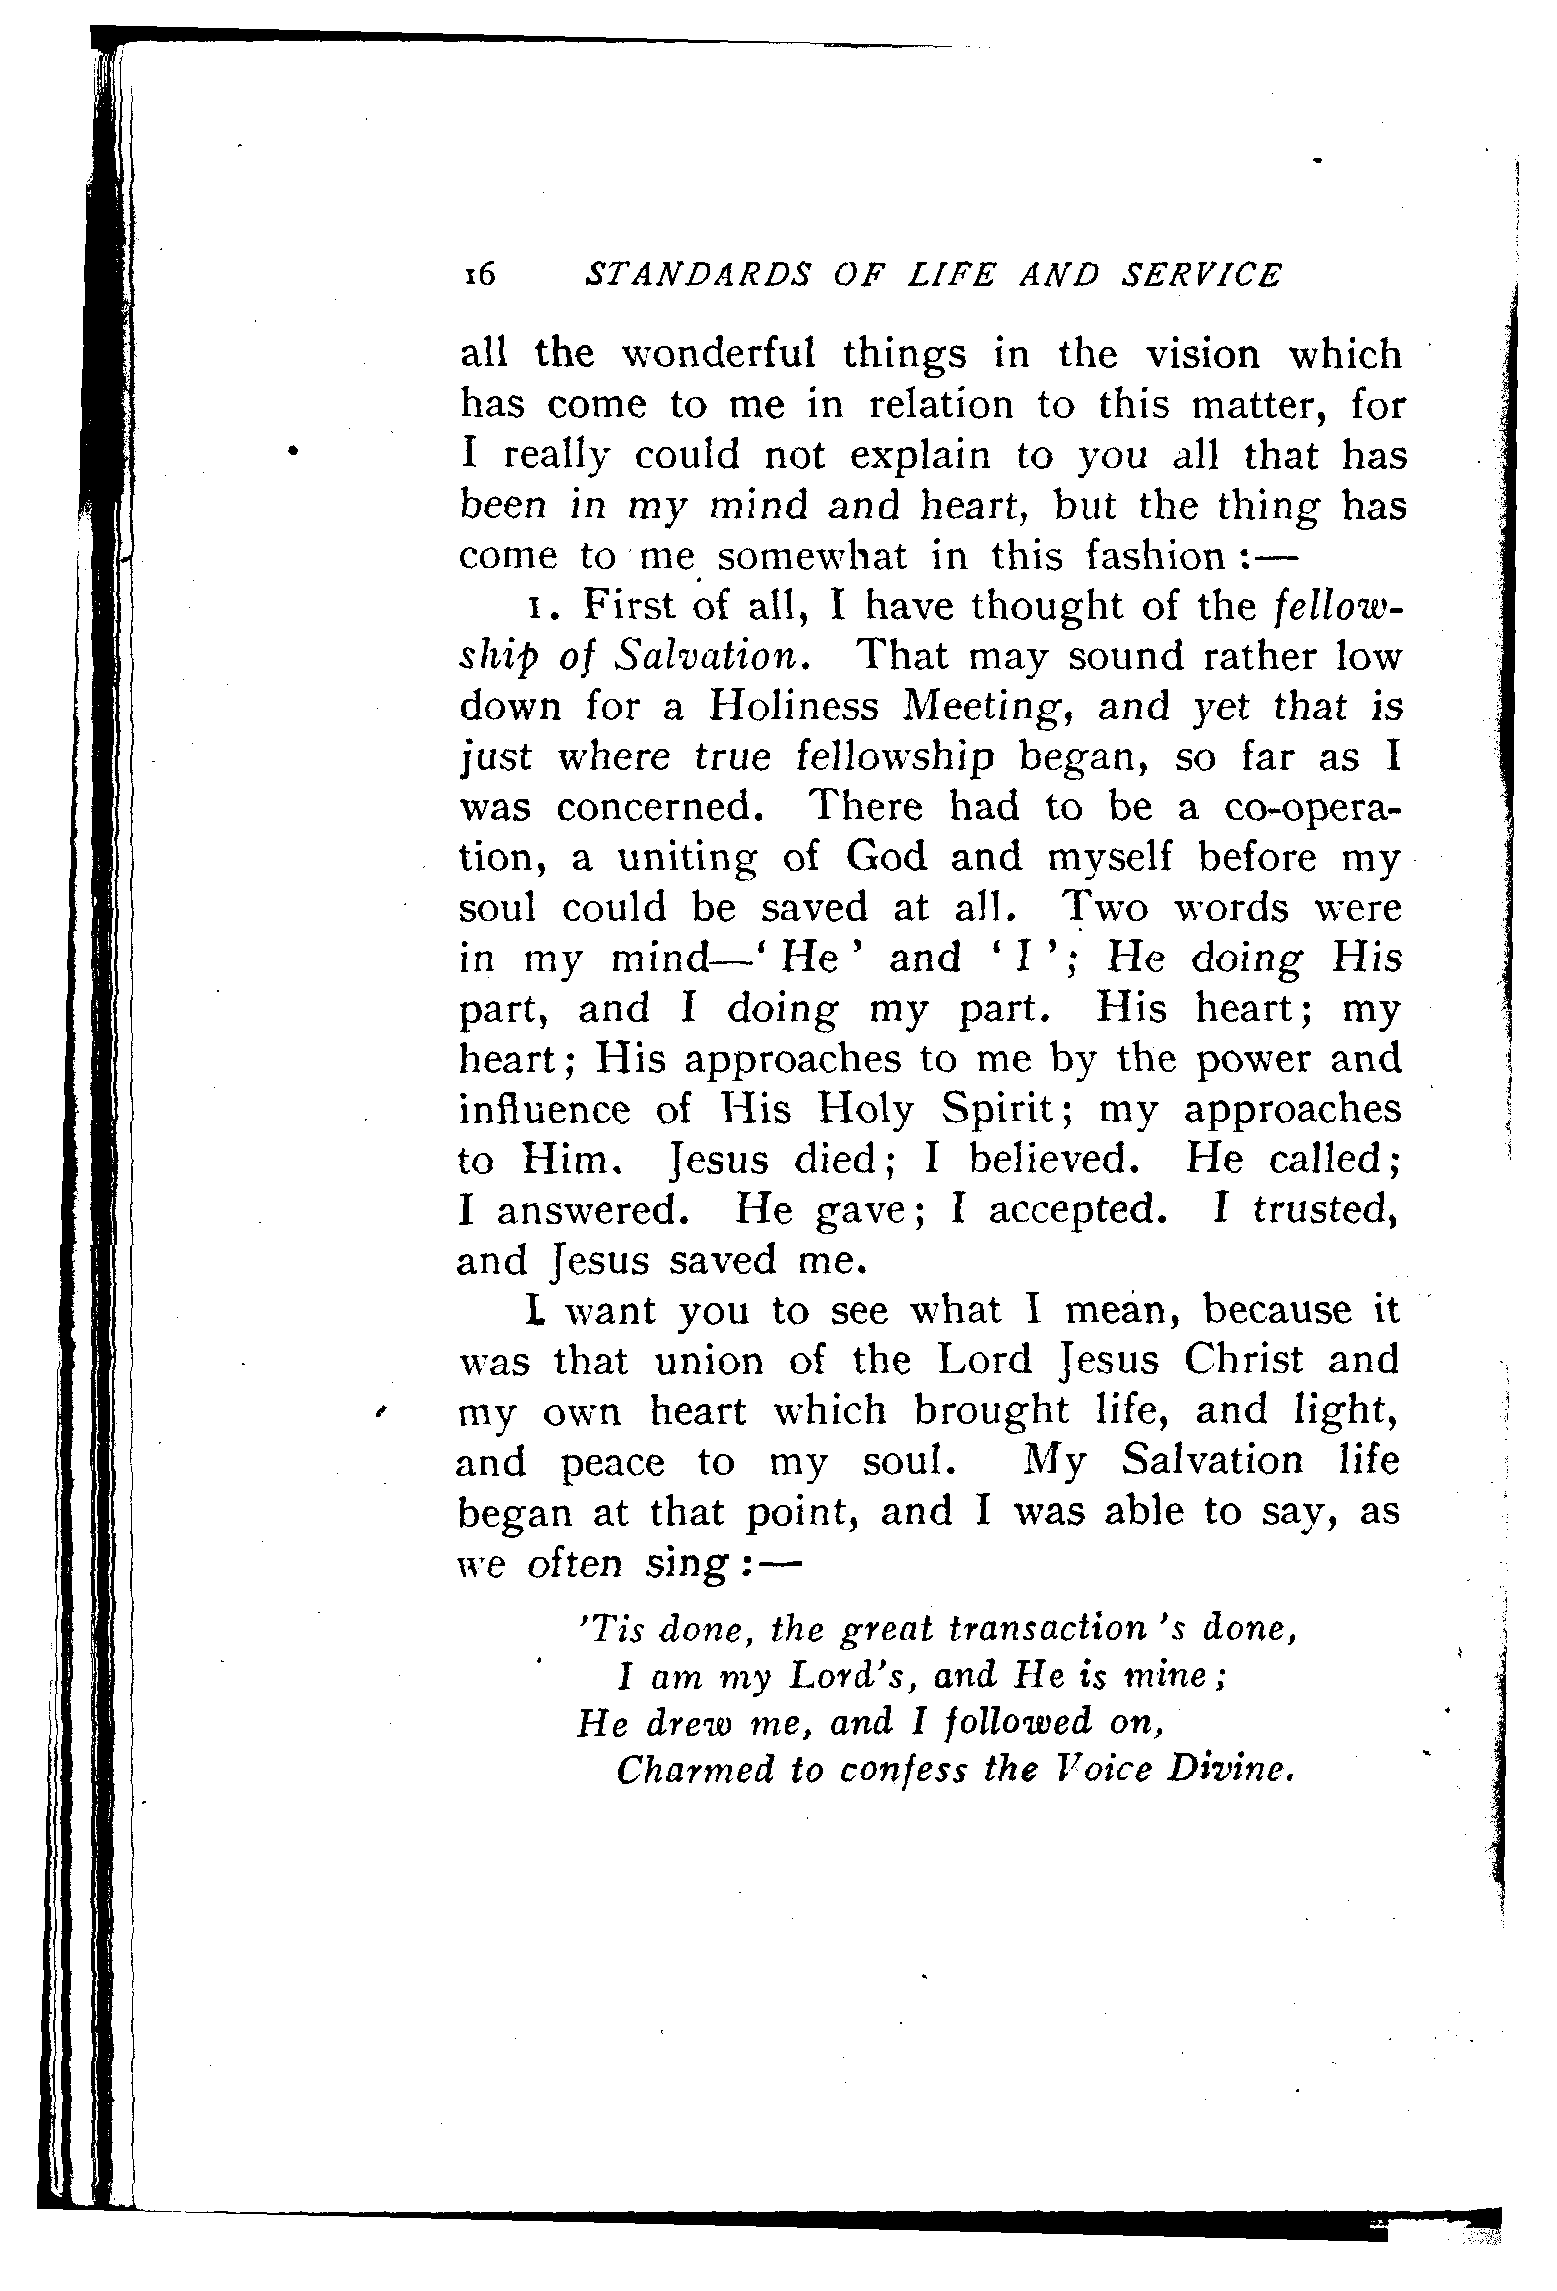 16 STANDARDS OF LIFE AND SERVICE
all the wonderful things in the vision which
has come to me in relation to this matter, for
I really could not explain to you all that has
been in my mind and heart, but the thing has
come to me somewhat in this fashion :—
1. First of all, I have thought of the fellow-
ship of Salvation. That may sound rather low
down for a Holiness Meeting, and yet that is
just where true fellowship began, so far as I
was concerned. There had to be a co-opera-
tion, a uniting of God and myself before my
soul could be saved at all. Two words were
in my mind—‘ He ’ and ‘ I ’; He doing His
part, and I doing my part. His heart; my
heart; His approaches to me by the power and
influence of His Holy Spirit; my approaches
to Him. Jesus died; I believed. He called;
I answered. He gave; I accepted. I trusted,
and Jesus saved me.
I want you to see what I mean, because it
was that union of the Lord Jesus Christ and
my own heart which brought life, and light,
and peace to my soul. My Salvation life
began at that point, and I was able to say, as
we often sing :—
’Tis done, the great transaction ’s done,
I am my Lord’s, and He is mine;
He drew me, and I followed on,
Charmed to confess the Voice Divine.